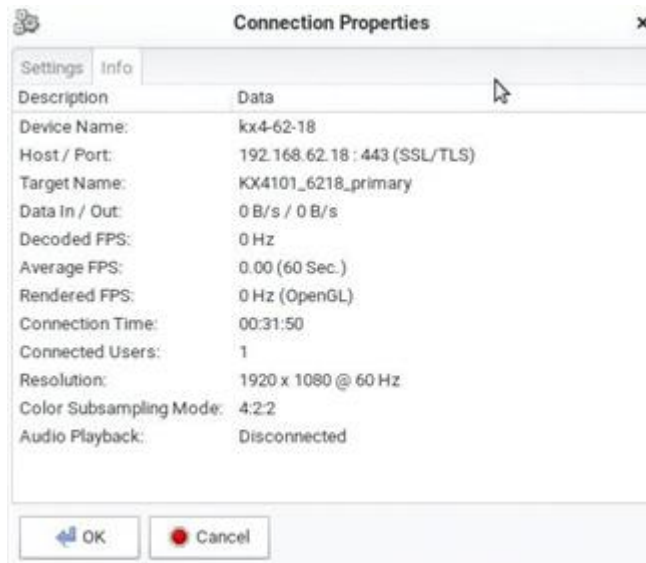 Connection Properties
Settings Info
Description Data
Device Name: kx4-62-18
Host / Port: 192.168.62.18 : 443 (SSL/TLS)
Target Name: KX4101_6218_primary
Data In / Out: 0 B/s / 0 B/s
Decoded FPS: 0 Hz
Average FPS: 0.00 (60 Sec.)
Rendered FPS: 0 Hz (OpenGL)
Connection Time: 00:31:50
Connected Users: 1
Resolution: 1920 x 1080 @ 60 Hz
Color Subsampling Mode: 4:2:2
Audio Playback: Disconnected
OK Cancel